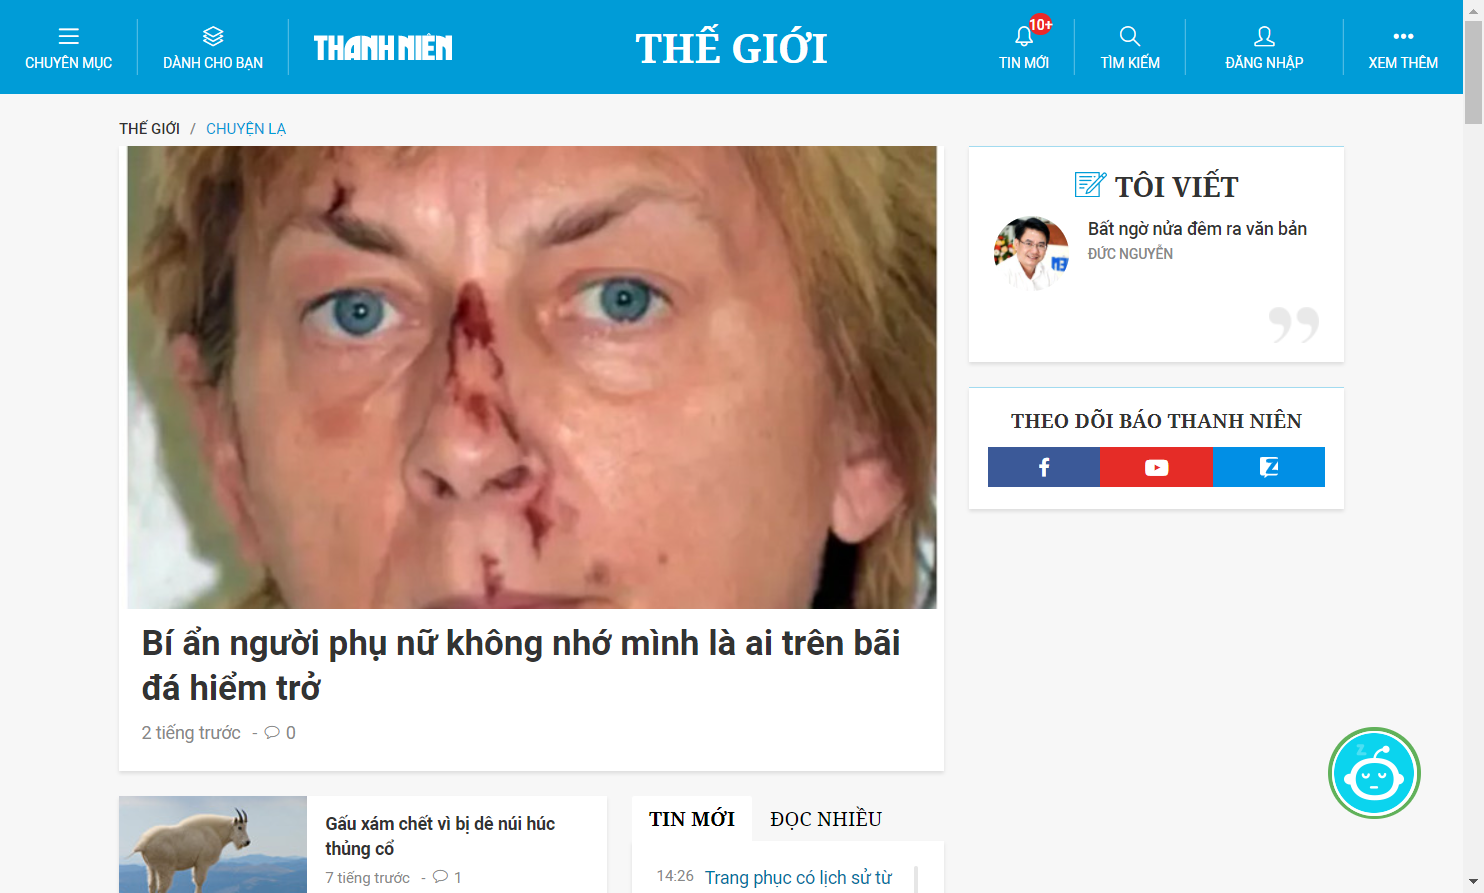 CHUYÊN MỤC
DÀNH CHO BẠN
THANH NIÊN
THẾ GIỚI
10+
TIN MỚI
TÌM KIẾM
ĐĂNG NHẬP
XEM THÊM
THẾ GIỚI / CHUYỆN LẠ
Bí ẩn người phụ nữ không nhớ mình là ai trên bãi
đá hiểm trở
2 tiếng trước - 0
TÔI VIẾT
Bất ngờ nửa đêm ra văn bản
ĐỨC NGUYỄN
THEO DÕI BÁO THANH NIÊN
Gấu xám chết vì bị dê núi húc
thủng cổ
7 tiếng trước - 1
TIN MỚI
ĐỌC NHIỀU
14:26 Trang phục có lịch sử từ